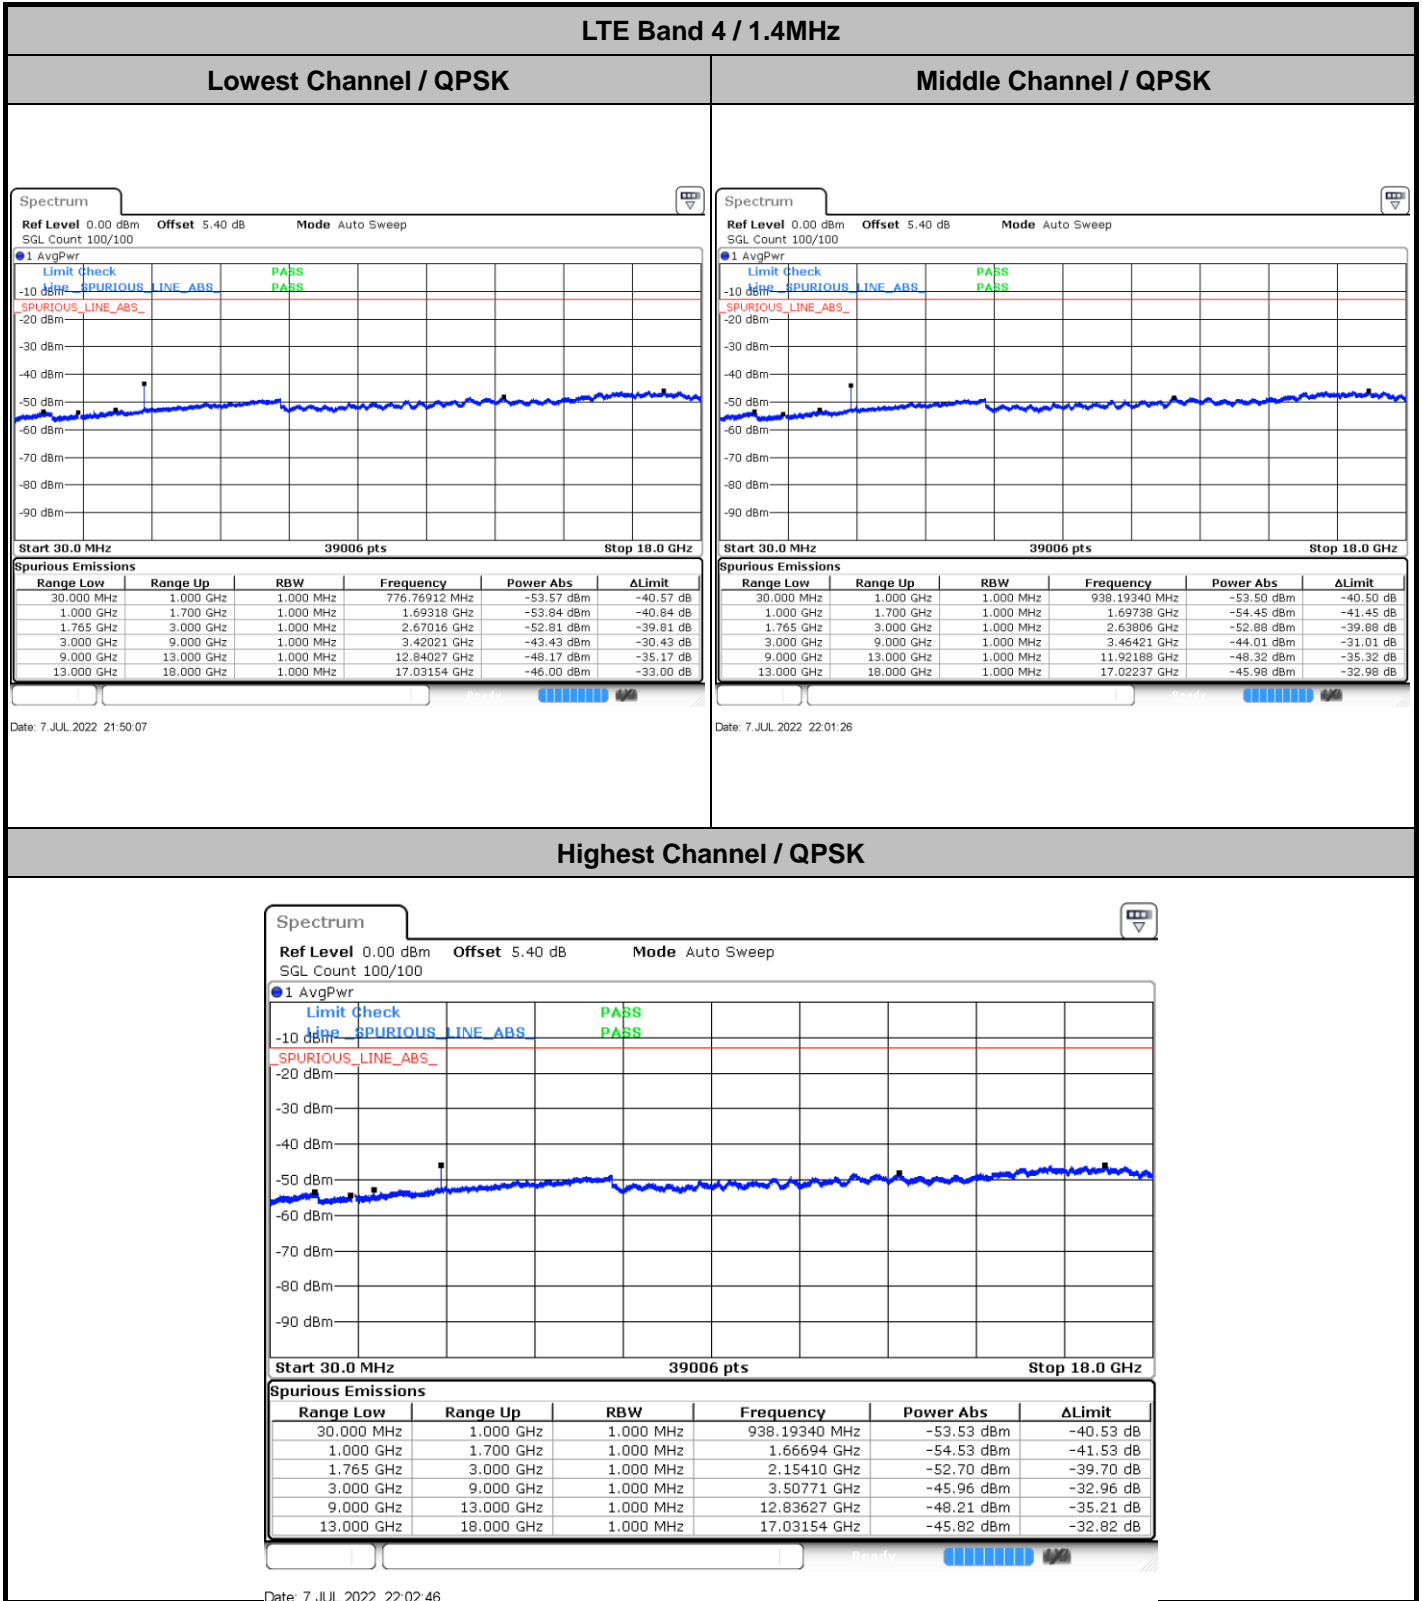 LTE Band 4 / 1.4MHz
Lowest Channel / QPSK
Middle Channel / QPSK
Spectrum
Ref Level 0.00 dBm Offset 5.40 dB Mode Auto Sweep
SGL Count 100/100
1 AvgPwr
Limit Check PASS
Line _SPURIOUS_LINE_ABS_ PASS
-10 dBm
_SPURIOUS_LINE_ABS_
-20 dBm
-30 dBm
-40 dBm
-50 dBm
-60 dBm
-70 dBm
-80 dBm
-90 dBm
Start 30.0 MHz 39006 pts Stop 18.0 GHz
Spurious Emissions
Range Low Range Up RBW Frequency Power Abs ΔLimit
30.000 MHz 1.000 GHz 1.000 MHz 776.76912 MHz -53.57 dBm -40.57 dB
1.000 GHz 1.700 GHz 1.000 MHz 1.69318 GHz -53.84 dBm -40.84 dB
1.765 GHz 3.000 GHz 1.000 MHz 2.67016 GHz -52.81 dBm -39.81 dB
3.000 GHz 9.000 GHz 1.000 MHz 3.42021 GHz -43.43 dBm -30.43 dB
9.000 GHz 13.000 GHz 1.000 MHz 12.84027 GHz -48.17 dBm -35.17 dB
13.000 GHz 18.000 GHz 1.000 MHz 17.03154 GHz -46.00 dBm -33.00 dB
Ready
Date: 7.JUL.2022 21:50:07
Spectrum
Ref Level 0.00 dBm Offset 5.40 dB Mode Auto Sweep
SGL Count 100/100
1 AvgPwr
Limit Check PASS
Line _SPURIOUS_LINE_ABS_ PASS
-10 dBm
_SPURIOUS_LINE_ABS_
-20 dBm
-30 dBm
-40 dBm
-50 dBm
-60 dBm
-70 dBm
-80 dBm
-90 dBm
Start 30.0 MHz 39006 pts Stop 18.0 GHz
Spurious Emissions
Range Low Range Up RBW Frequency Power Abs ΔLimit
30.000 MHz 1.000 GHz 1.000 MHz 938.19340 MHz -53.50 dBm -40.50 dB
1.000 GHz 1.700 GHz 1.000 MHz 1.69738 GHz -54.45 dBm -41.45 dB
1.765 GHz 3.000 GHz 1.000 MHz 2.63806 GHz -52.88 dBm -39.88 dB
3.000 GHz 9.000 GHz 1.000 MHz 3.46421 GHz -44.01 dBm -31.01 dB
9.000 GHz 13.000 GHz 1.000 MHz 11.92188 GHz -48.32 dBm -35.32 dB
13.000 GHz 18.000 GHz 1.000 MHz 17.02237 GHz -45.98 dBm -32.98 dB
Ready
Date: 7.JUL.2022 22:01:26
Highest Channel / QPSK
Spectrum
Ref Level 0.00 dBm Offset 5.40 dB Mode Auto Sweep
SGL Count 100/100
1 AvgPwr
Limit Check PASS
Line _SPURIOUS_LINE_ABS_ PASS
-10 dBm
_SPURIOUS_LINE_ABS_
-20 dBm
-30 dBm
-40 dBm
-50 dBm
-60 dBm
-70 dBm
-80 dBm
-90 dBm
Start 30.0 MHz 39006 pts Stop 18.0 GHz
Spurious Emissions
Range Low Range Up RBW Frequency Power Abs ΔLimit
30.000 MHz 1.000 GHz 1.000 MHz 938.19340 MHz -53.53 dBm -40.53 dB
1.000 GHz 1.700 GHz 1.000 MHz 1.66694 GHz -54.53 dBm -41.53 dB
1.765 GHz 3.000 GHz 1.000 MHz 2.15410 GHz -52.70 dBm -39.70 dB
3.000 GHz 9.000 GHz 1.000 MHz 3.50771 GHz -45.96 dBm -32.96 dB
9.000 GHz 13.000 GHz 1.000 MHz 12.83627 GHz -48.21 dBm -35.21 dB
13.000 GHz 18.000 GHz 1.000 MHz 17.03154 GHz -45.82 dBm -32.82 dB
Ready
Date: 7.JUL.2022 22:02:46